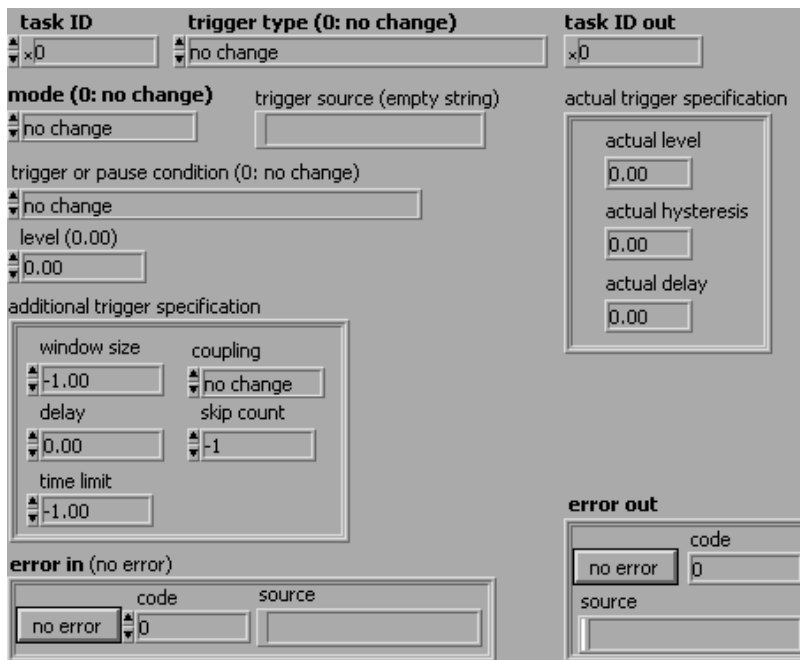 task ID
trigger type (0: no change)
task ID out
×0
no change
×0
mode (0: no change)
trigger source (empty string)
actual trigger specification
no change
actual level
0.00
trigger or pause condition (0: no change)
no change
actual hysteresis
0.00
level (0.00)
0.00
actual delay
0.00
additional trigger specification
window size
coupling
-1.00
no change
delay
skip count
0.00
-1
time limit
-1.00
error out
code
no error
0
source
error in (no error)
code
source
no error
0